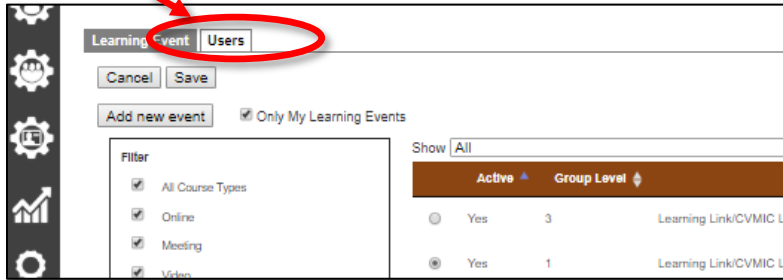 Learning Event Users
Cancel Save
Add new event Only My Learning Events
Filter
All Course Types
Online
Meeting
Video
Show All
Active Group Level
Yes 3 Learning Link/CVMIC L
Yes 1 Learning Link/CVMIC L